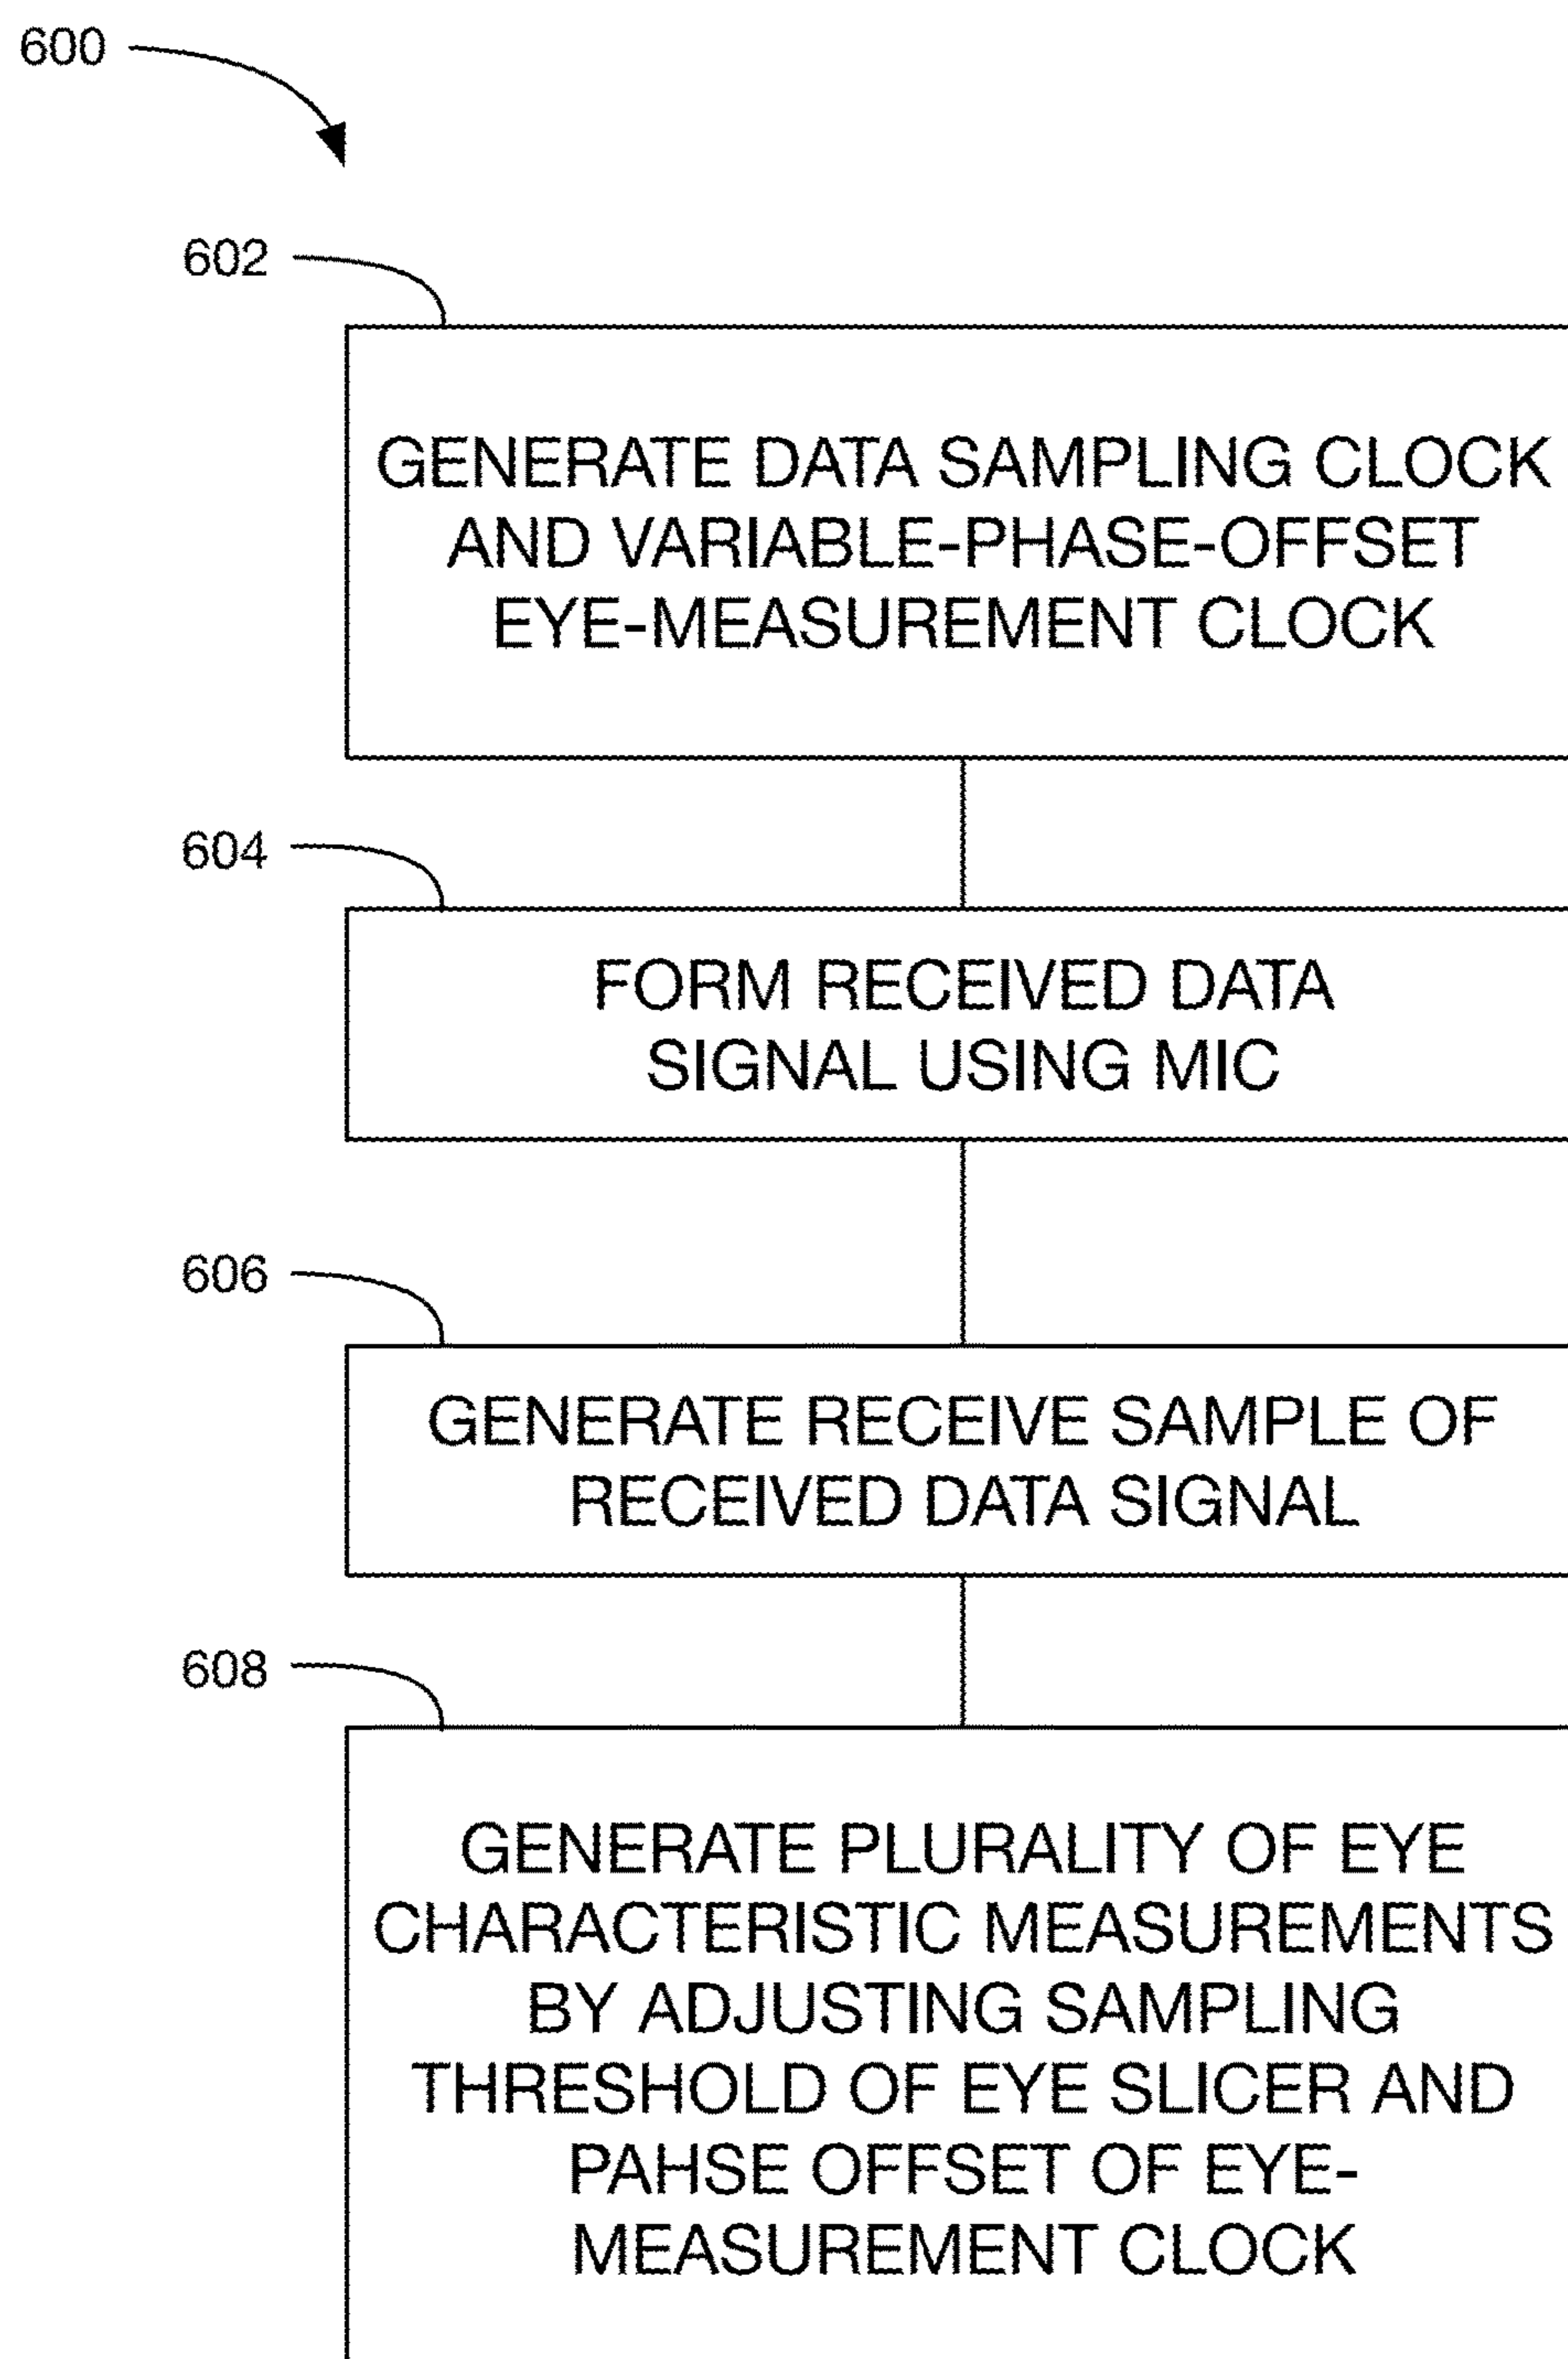 600
602
GENERATE DATA SAMPLING CLOCK
AND VARIABLE-PHASE-OFFSET
EYE-MEASUREMENT CLOCK
604
FORM RECEIVED DATA
SIGNAL USING MIC
606
GENERATE RECEIVE SAMPLE OF
RECEIVED DATA SIGNAL
608
GENERATE PLURALITY OF EYE
CHARACTERISTIC MEASUREMENTS
BY ADJUSTING SAMPLING
THRESHOLD OF EYE SLICER AND
PAHSE OFFSET OF EYE-
MEASUREMENT CLOCK